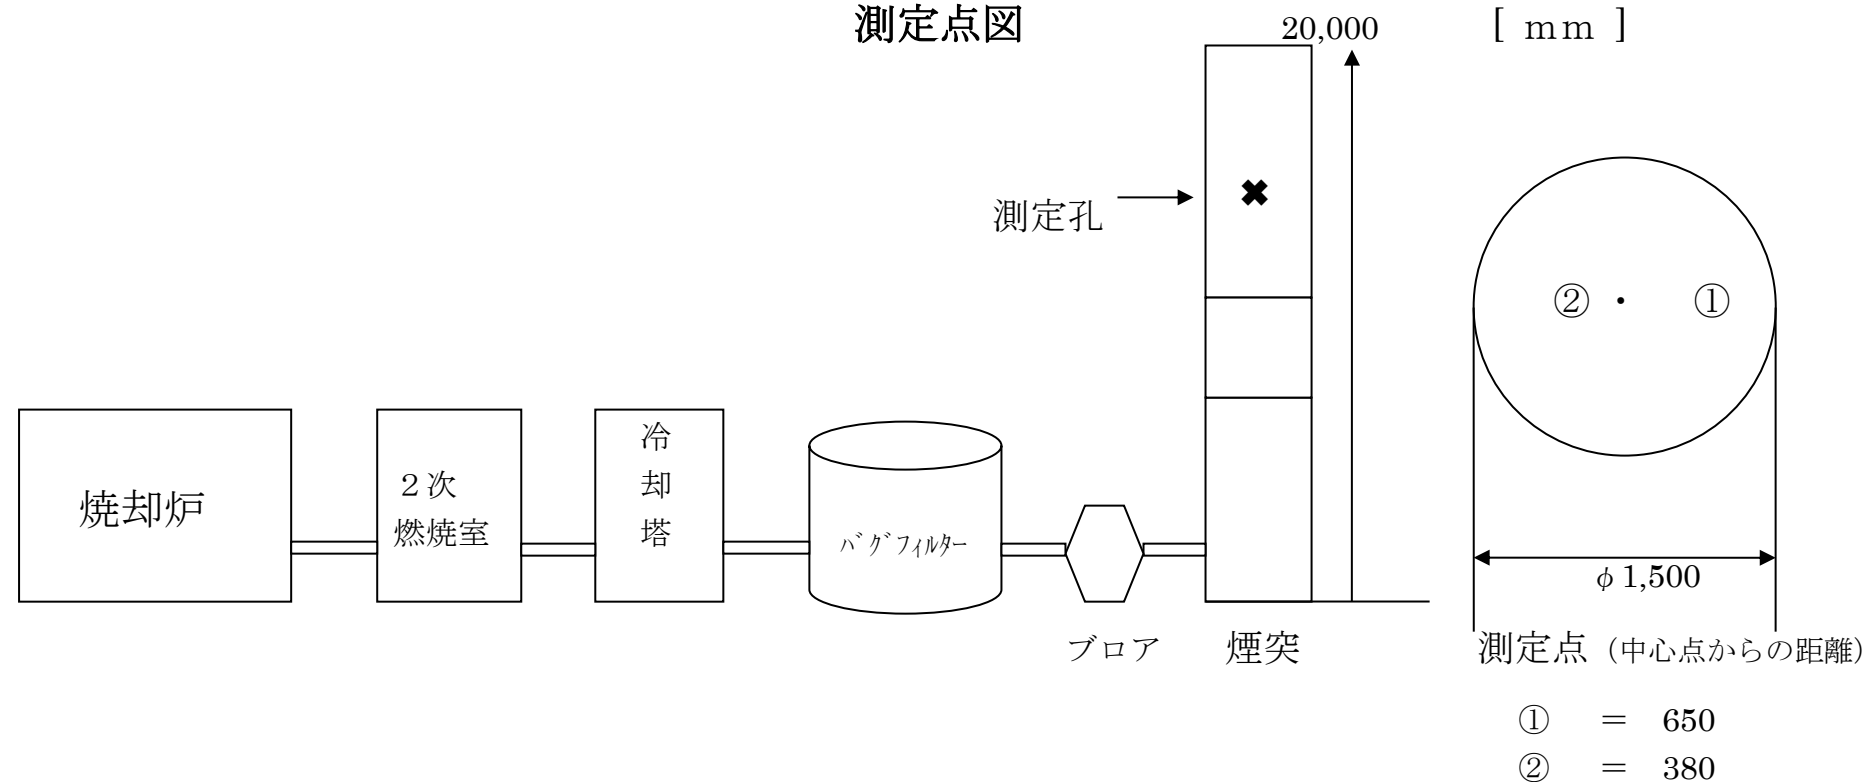 測定点図
20,000
[ mm ]
測定孔
② ・ ①
焼却炉
2次
燃焼室
冷
却
塔
バグフィルター
φ1,500
ブロア
煙突
測定点（中心点からの距離）
① ＝ 650
② ＝ 380